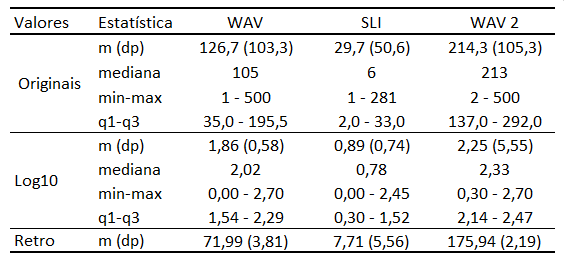 Valores Estatística WAV SLI WAV 2
m (dp) 126,7 (103,3) 29,7 (50,6) 214,3 (105,3)
mediana 105 6 213
Originais
min-max 1 - 500 1 - 281 2 - 500
q1-q3 35,0 - 195,5 2,0 - 33,0 137,0 - 292,0
m (dp) 1,86 (0,58) 0,89 (0,74) 2,25 (5,55)
mediana 2,02 0,78 2,33
Log10
min-max 0,00 - 2,70 0,00 - 2,45 0,30 - 2,70
q1-q3 1,54 - 2,29 0,30 - 1,52 2,14 - 2,47
Retro m (dp) 71,99 (3,81) 7,71 (5,56) 175,94 (2,19)